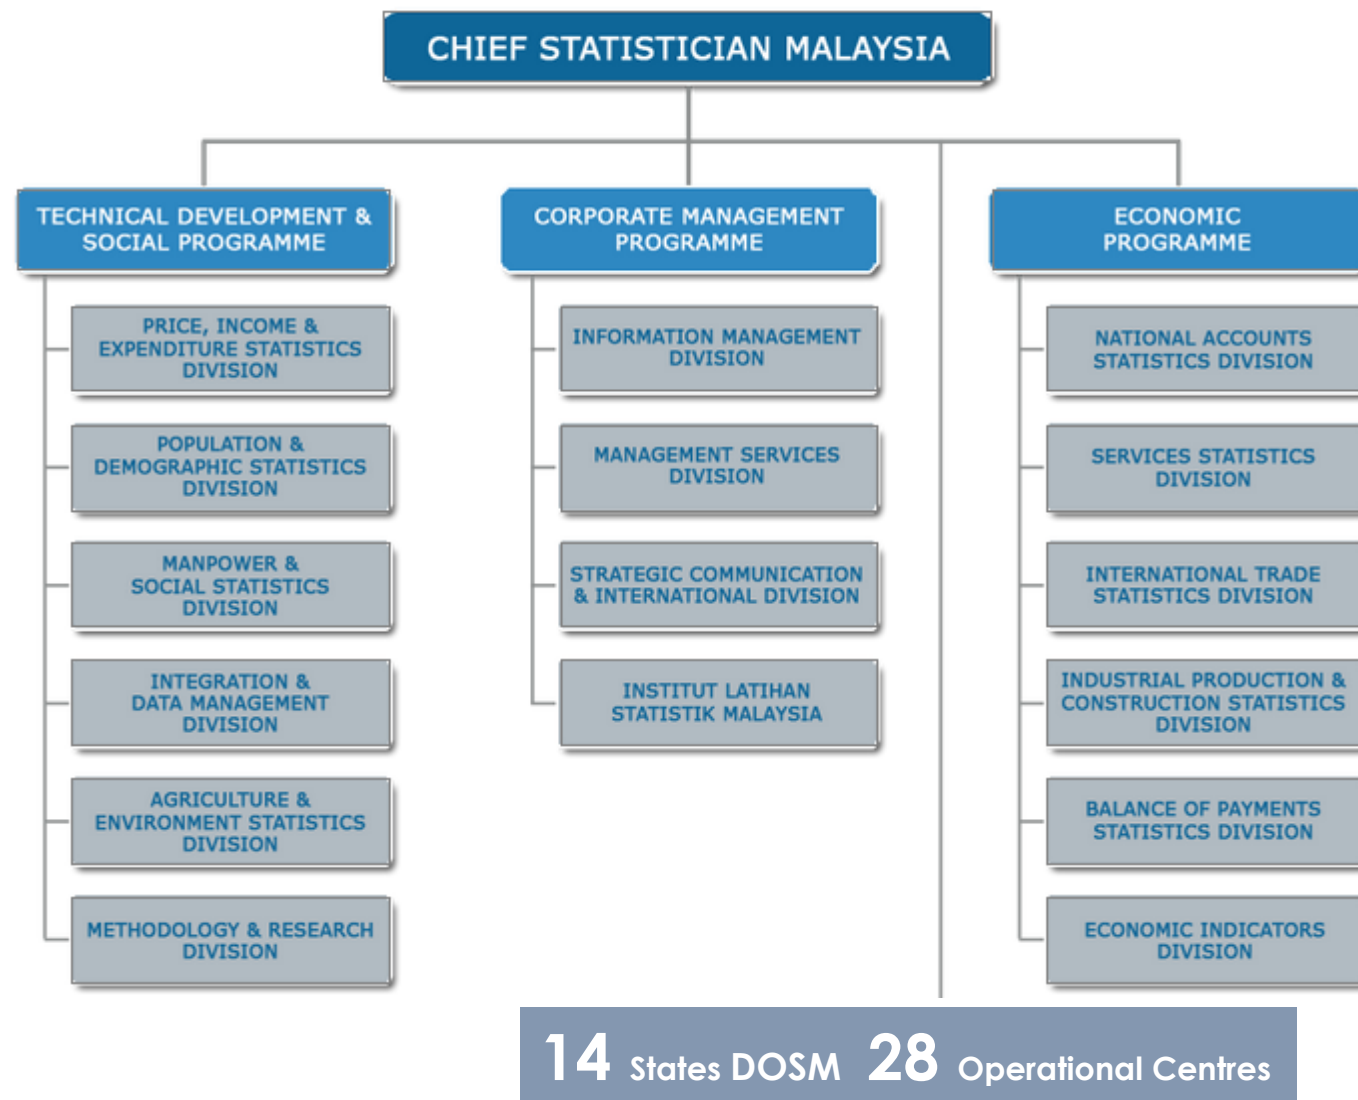 CHIEF STATISTICIAN MALAYSIA
TECHNICAL DEVELOPMENT &
SOCIAL PROGRAMME
PRICE, INCOME &
EXPENDITURE STATISTICS
DIVISION
POPULATION &
DEMOGRAPHIC STATISTICS
DIVISION
MANPOWER &
SOCIAL STATISTICS
DIVISION
INTEGRATION &
DATA MANAGEMENT
DIVISION
AGRICULTURE &
ENVIRONMENT STATISTICS
DIVISION
METHODOLOGY & RESEARCH
DIVISION
CORPORATE MANAGEMENT
PROGRAMME
INFORMATION MANAGEMENT
DIVISION
MANAGEMENT SERVICES
DIVISION
STRATEGIC COMMUNICATION
& INTERNATIONAL DIVISION
INSTITUT LATIHAN
STATISTIK MALAYSIA
ECONOMIC
PROGRAMME
NATIONAL ACCOUNTS
STATISTICS DIVISION
SERVICES STATISTICS
DIVISION
INTERNATIONAL TRADE
STATISTICS DIVISION
INDUSTRIAL PRODUCTION &
CONSTRUCTION STATISTICS
DIVISION
BALANCE OF PAYMENTS
STATISTICS DIVISION
ECONOMIC INDICATORS
DIVISION
14 States DOSM 28 Operational Centres